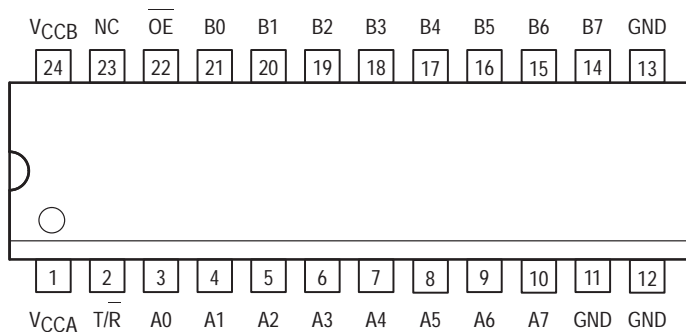 VCCB NC O̅E̅ B0 B1 B2 B3 B4 B5 B6 B7 GND
24 23 22 21 20 19 18 17 16 15 14 13
1 2 3 4 5 6 7 8 9 10 11 12
VCCA T/R̅ A0 A1 A2 A3 A4 A5 A6 A7 GND GND